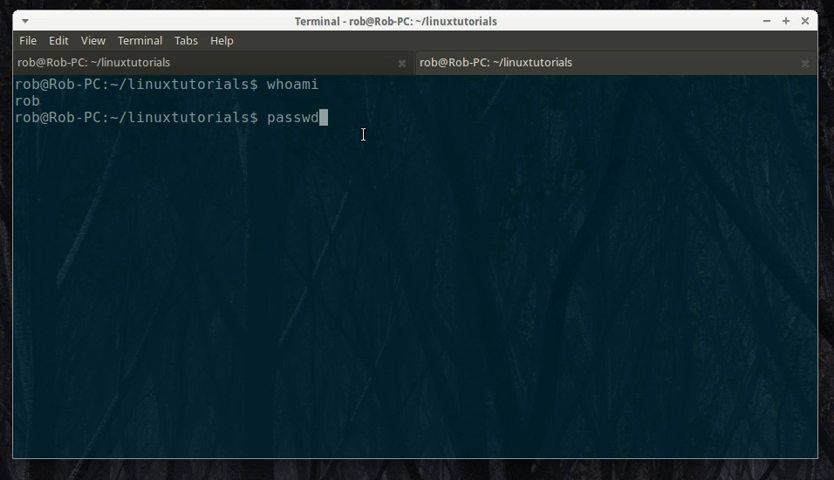 Terminal - rob@Rob-PC: ~/linuxtutorials
File Edit View Terminal Tabs Help
rob@Rob-PC: ~/linuxtutorials rob@Rob-PC: ~/linuxtutorials
rob@Rob-PC:~/linuxtutorials$ whoami
rob
rob@Rob-PC:~/linuxtutorials$ passwd